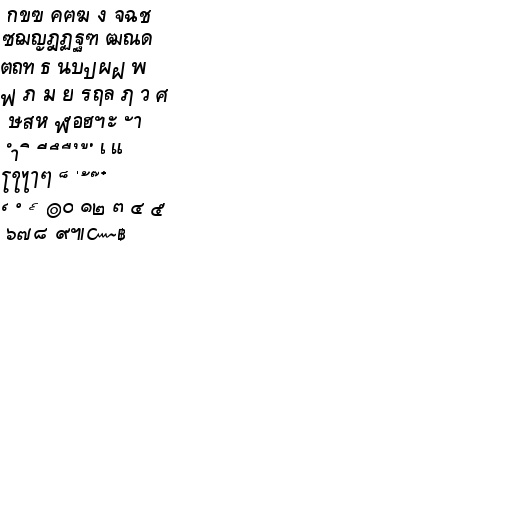 กขฃ คฅฆ ง จฉช
ซฌญฎฏฐฑ ฒณด
ตถท ธ นบปผฝ พ
ฟ ภ ม ย รฤล ฦ ว ศ
ษสห ฬอฮฯะ ั า
ำ ิ ี ึ ื ุ ู ฺ เ แ
โใไๅๆ ็ ่ ้ ๊ ๋
์ ํ ๎ ๏๐ ๑๒ ๓ ๔ ๕
๖๗๘ ๙๚๛฿